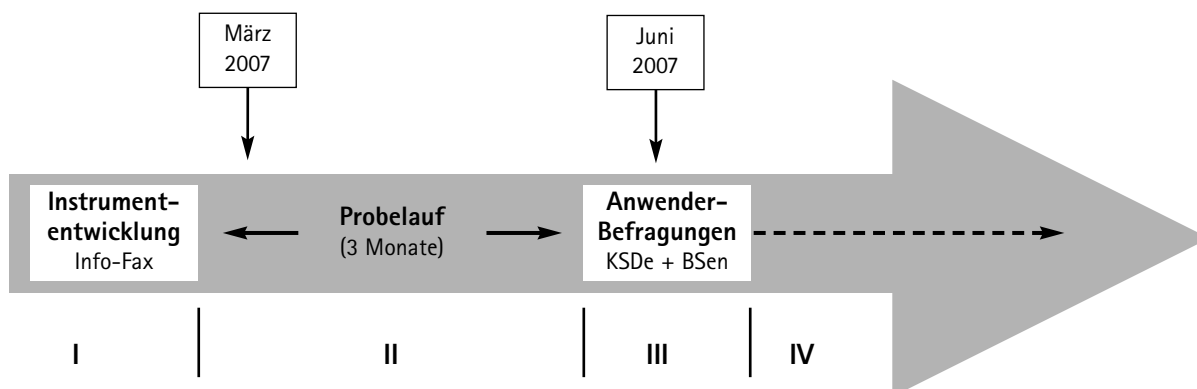 März
2007
Juni
2007
Instrument-
entwicklung
Info-Fax
Probelauf
(3 Monate)
Anwender-
Befragungen
KSDe + BSen
I
II
III
IV